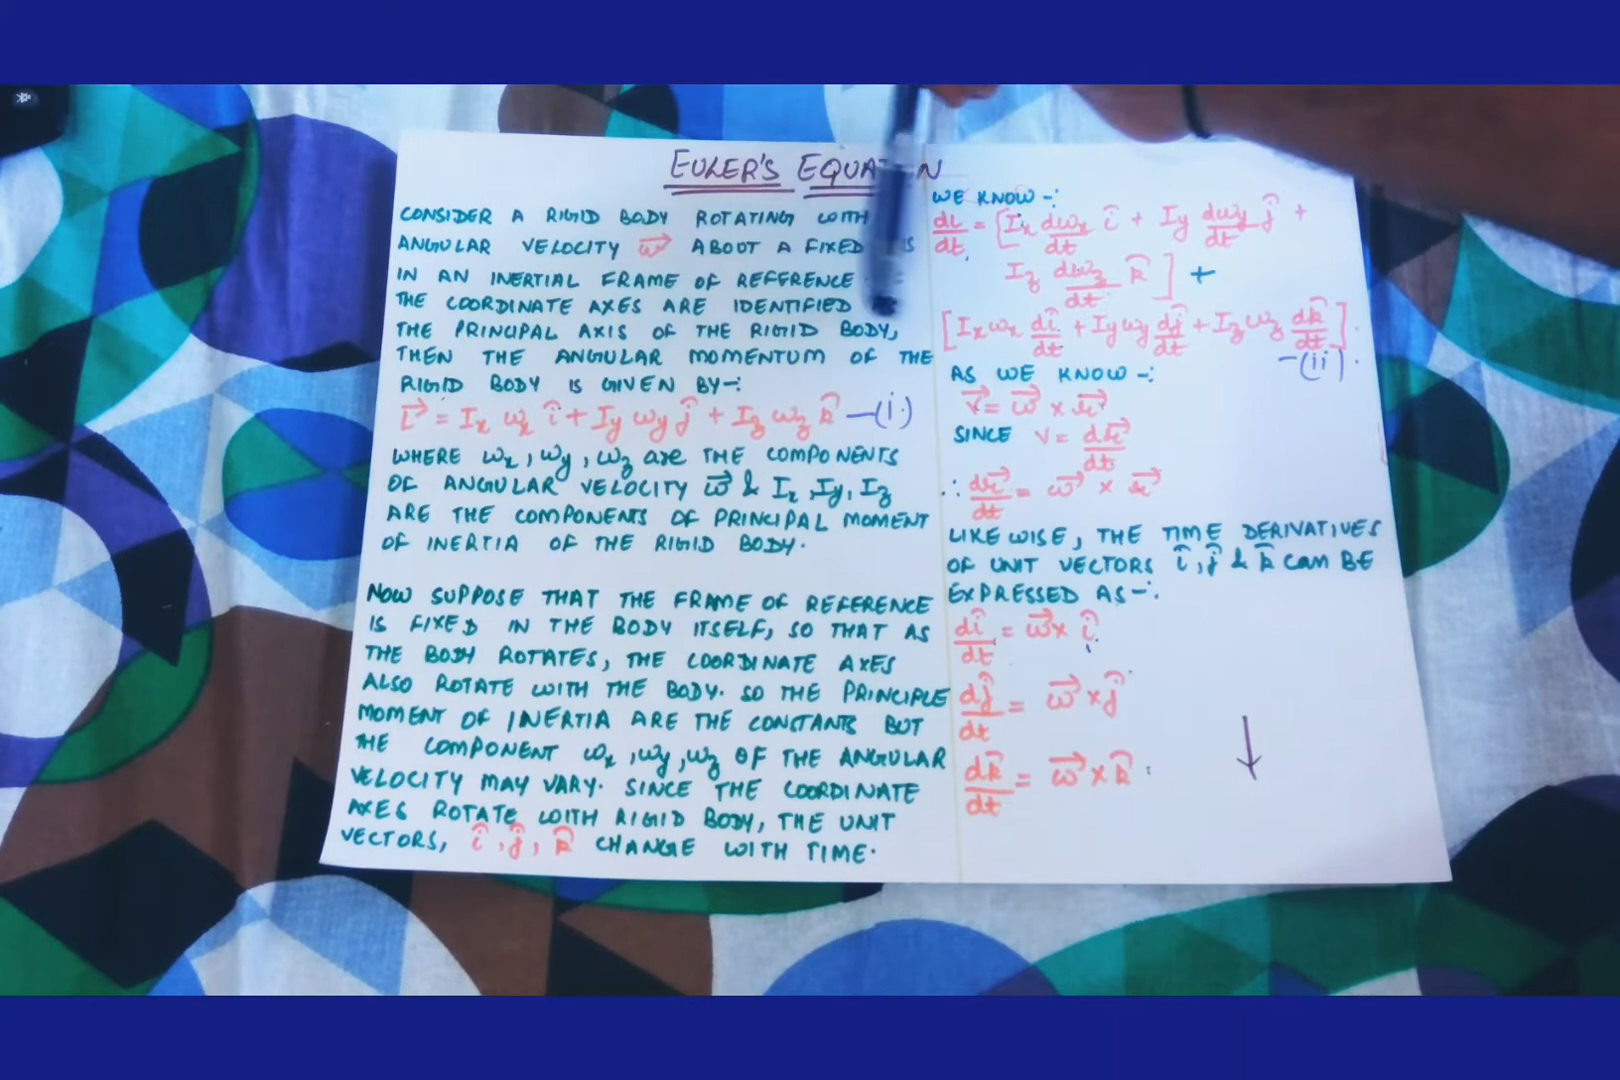 EULER'S
CONSIDER A RIGID BODY ROTATING WITH
ANGULAR VELOCITY ω⃗ ABOUT A FIXED
IN AN INERTIAL FRAME OF REFERENCE
THE COORDINATE AXES ARE IDENTIFIED
THE PRINCIPAL AXIS OF THE RIGID BODY,
THEN THE ANGULAR MOMENTUM OF THE
RIGID BODY IS GIVEN BY-:
L⃗ = Ix ωx î + Iy ωy ĵ + Iz ωz k̂ —(i)
WHERE ωx, ωy, ωz are THE COMPONENTS
OF ANGULAR VELOCITY ω⃗ & Ix, Iy, Iz
ARE THE COMPONENTS OF PRINCIPAL MOMENT
OF INERTIA OF THE RIGID BODY.
NOW SUPPOSE THAT THE FRAME OF REFERENCE
IS FIXED IN THE BODY ITSELF, SO THAT AS
THE BODY ROTATES, THE COORDINATE AXES
ALSO ROTATE WITH THE BODY. SO THE PRINCIPLE
MOMENT OF INERTIA ARE THE CONSTANTS BUT
THE COMPONENT ωx, ωy, ωz OF THE ANGULAR
VELOCITY MAY VARY. SINCE THE COORDINATE
AXES ROTATE WITH RIGID BODY, THE UNIT
VECTORS, î, ĵ, k̂ CHANGE WITH TIME.
WE KNOW -:
dL/dt = [Ix dωx/dt î + Iy dωy/dt ĵ +
Iz dωz/dt k̂] +
[Ix ωx dî/dt + Iy ωy dĵ/dt + Iz ωz dk̂/dt].
—(ii).
AS WE KNOW -:
v⃗ = ω⃗ × r⃗
SINCE v = dr⃗/dt
∴ dr⃗/dt = ω⃗ × r⃗
LIKEWISE, THE TIME DERIVATIVES
OF UNIT VECTORS î, ĵ & k̂ can BE
EXPRESSED AS -:
dî/dt = ω⃗ × î
dĵ/dt = ω⃗ × ĵ
dk̂/dt = ω⃗ × k̂